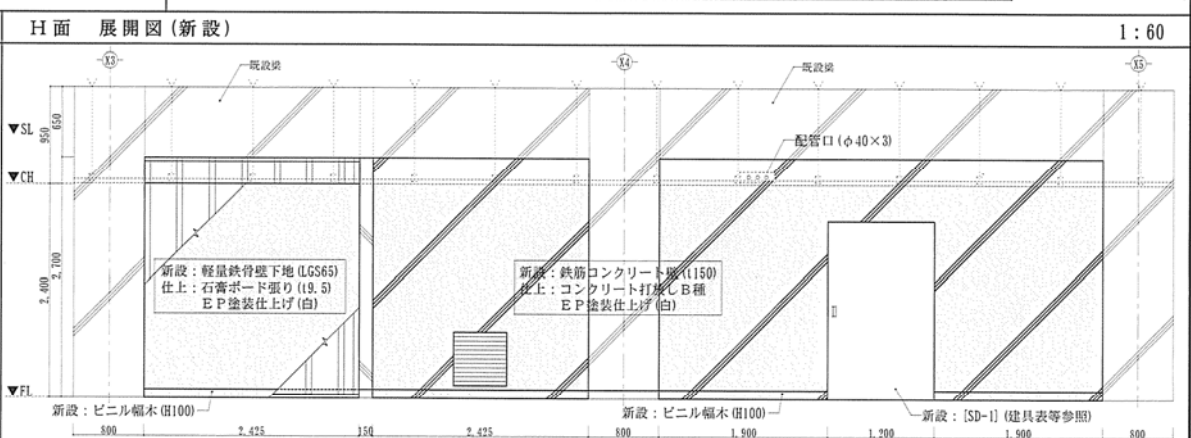 H面　展開図(新設)
1:60
X3
X4
X5
既設梁
既設梁
▼SL
950
650
配管口(φ40×3)
▼CH
2,400
2,700
新設：軽量鉄骨壁下地(LGS65)
仕上：石膏ボード張り(t9.5)
EP塗装仕上げ(白)
新設：鉄筋コンクリート壁(t150)
仕上：コンクリート打放しB種
EP塗装仕上げ(白)
▼FL
新設：ビニル幅木(H100)
新設：ビニル幅木(H100)
新設：[SD-1](建具表等参照)
800
2,425
150
2,425
800
1,900
1,200
1,900
800